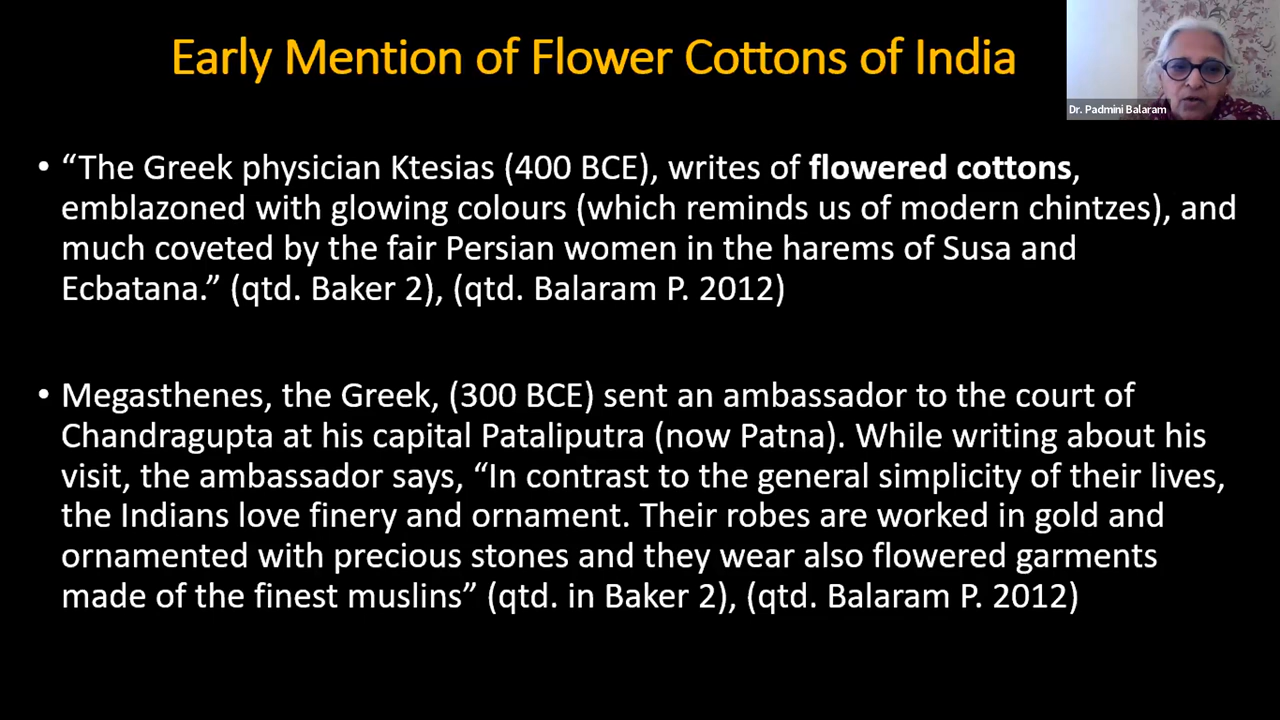 Early Mention of Flower Cottons of India
Dr. Padmini Balaram
• “The Greek physician Ktesias (400 BCE), writes of flowered cottons,
emblazoned with glowing colours (which reminds us of modern chintzes), and
much coveted by the fair Persian women in the harems of Susa and
Ecbatana.” (qtd. Baker 2), (qtd. Balaram P. 2012)
• Megasthenes, the Greek, (300 BCE) sent an ambassador to the court of
Chandragupta at his capital Pataliputra (now Patna). While writing about his
visit, the ambassador says, “In contrast to the general simplicity of their lives,
the Indians love finery and ornament. Their robes are worked in gold and
ornamented with precious stones and they wear also flowered garments
made of the finest muslins” (qtd. in Baker 2), (qtd. Balaram P. 2012)